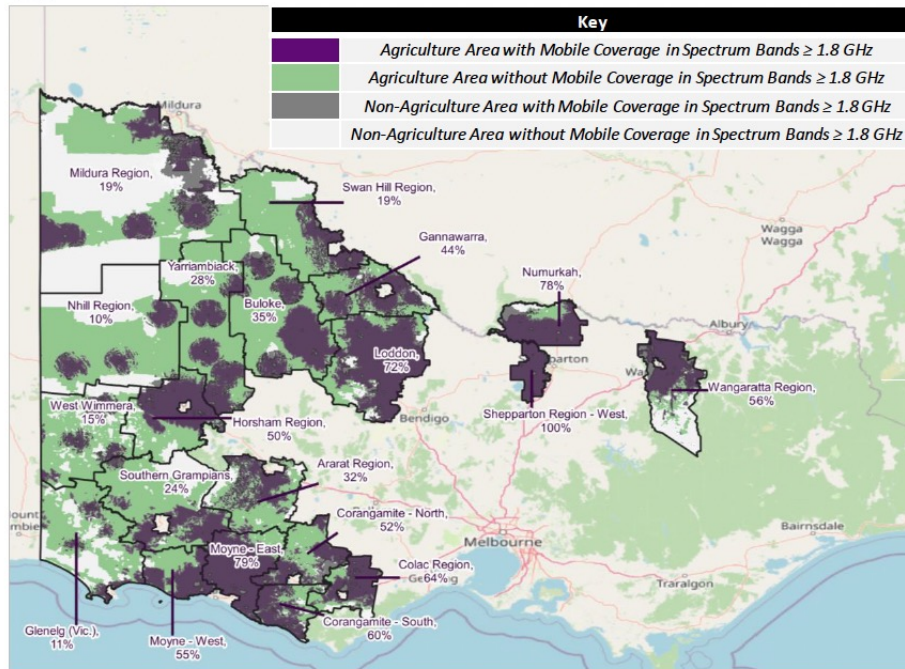 Key
Agriculture Area with Mobile Coverage in Spectrum Bands ≥ 1.8 GHz
Agriculture Area without Mobile Coverage in Spectrum Bands ≥ 1.8 GHz
Non-Agriculture Area with Mobile Coverage in Spectrum Bands ≥ 1.8 GHz
Non-Agriculture Area without Mobile Coverage in Spectrum Bands ≥ 1.8 GHz
Mildura
Mildura Region,
19%
Swan Hill Region,
19%
Gannawarra,
44%
Wagga
Wagga
Yarriambiack,
28%
Numurkah,
78%
Nhill Region,
10%
Buloke,
35%
Albury
Loddon,
72%
parton
Wa
Wangaratta Region,
56%
West Wimmera,
15%
Horsham Region,
50%
Bendigo
Shepparton Region - West,
100%
Southern Grampians,
24%
Ararat Region,
32%
Corangamite - North,
52%
Mount
Melbourne
Bairnsdale
Moyne - East,
79%
Colac Region,
64%
Traralgon
Glenelg (Vic.),
11%
Moyne - West,
55%
Corangamite - South,
60%